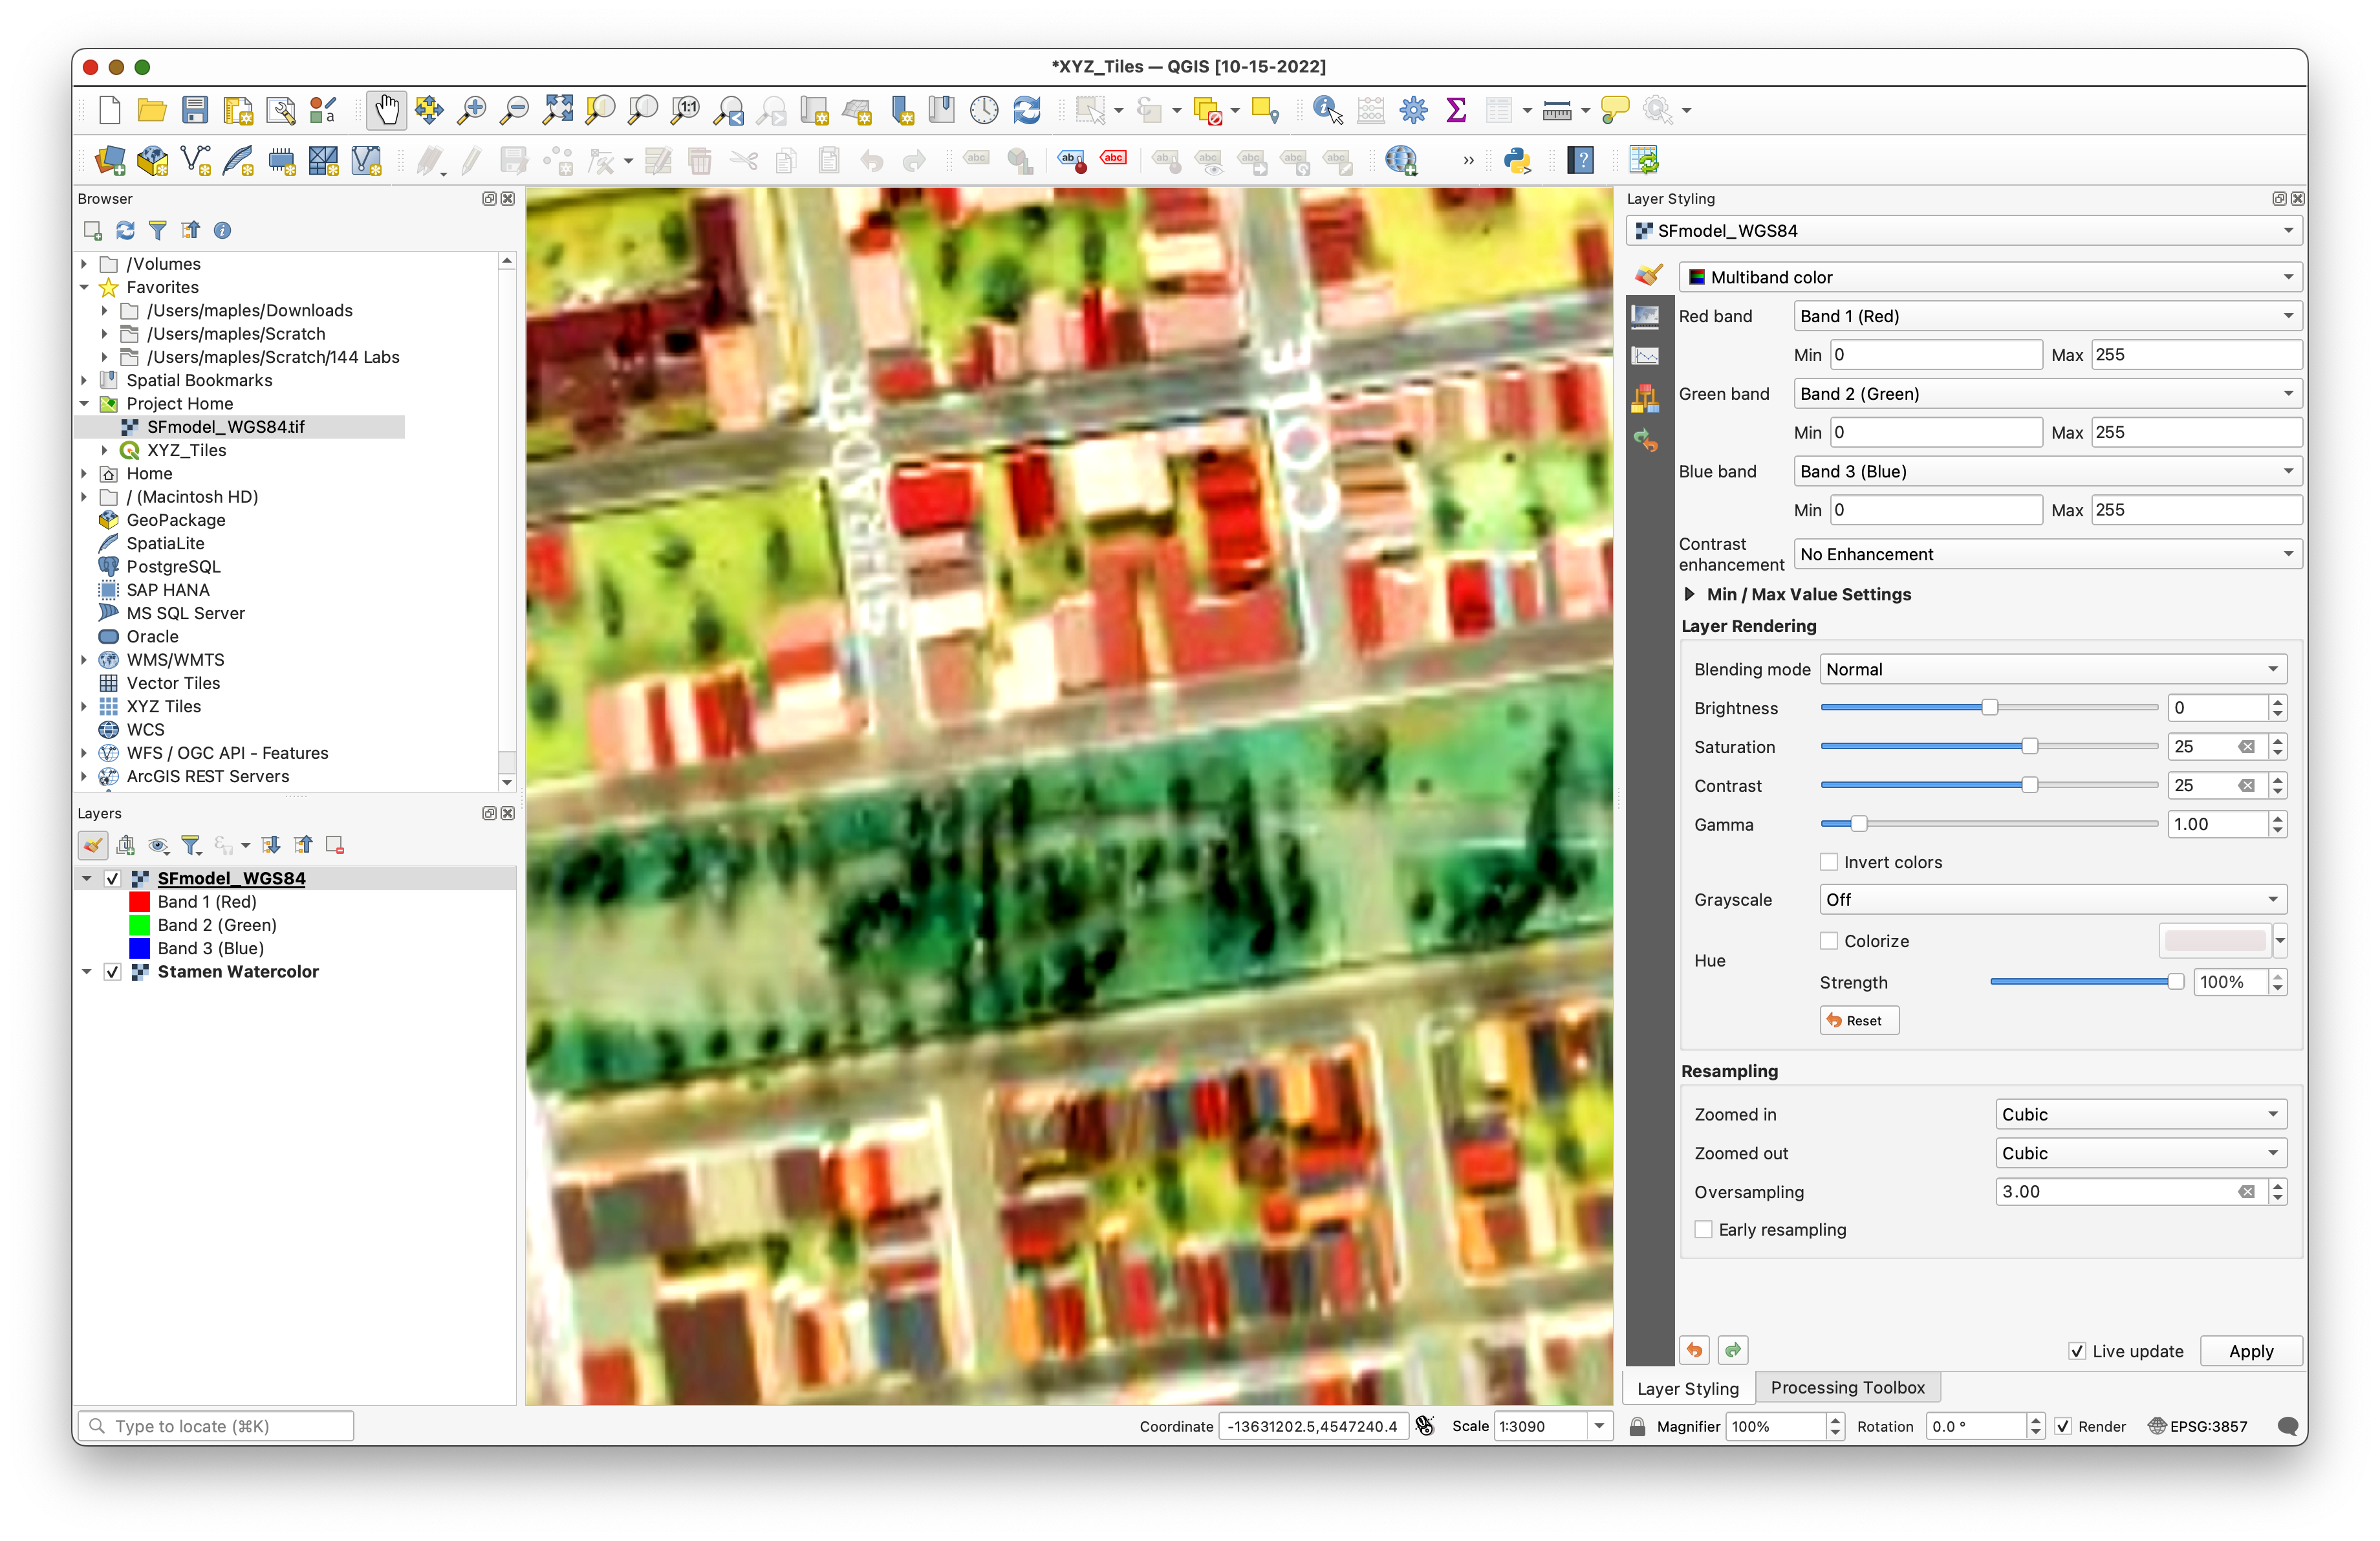 *XYZ_Tiles — QGIS [10-15-2022]
Browser
/Volumes
Favorites
/Users/maples/Downloads
/Users/maples/Scratch
/Users/maples/Scratch/144 Labs
Spatial Bookmarks
Project Home
SFmodel_WGS84.tif
XYZ_Tiles
Home
/ (Macintosh HD)
GeoPackage
SpatiaLite
PostgreSQL
SAP HANA
MS SQL Server
Oracle
WMS/WMTS
Vector Tiles
XYZ Tiles
WCS
WFS / OGC API - Features
ArcGIS REST Servers
Layers
SFmodel_WGS84
Band 1 (Red)
Band 2 (Green)
Band 3 (Blue)
Stamen Watercolor
SHRADER
COLE
Layer Styling
SFmodel_WGS84
Multiband color
Red band Band 1 (Red)
Min 0 Max 255
Green band Band 2 (Green)
Min 0 Max 255
Blue band Band 3 (Blue)
Min 0 Max 255
Contrast enhancement No Enhancement
Min / Max Value Settings
Layer Rendering
Blending mode Normal
Brightness 0
Saturation 25
Contrast 25
Gamma 1.00
Invert colors
Grayscale Off
Hue
Colorize
Strength 100%
Reset
Resampling
Zoomed in Cubic
Zoomed out Cubic
Oversampling 3.00
Early resampling
Live update Apply
Layer Styling Processing Toolbox
Type to locate (⌘K) Coordinate -13631202.5,4547240.4 Scale 1:3090 Magnifier 100% Rotation 0.0 ° Render EPSG:3857